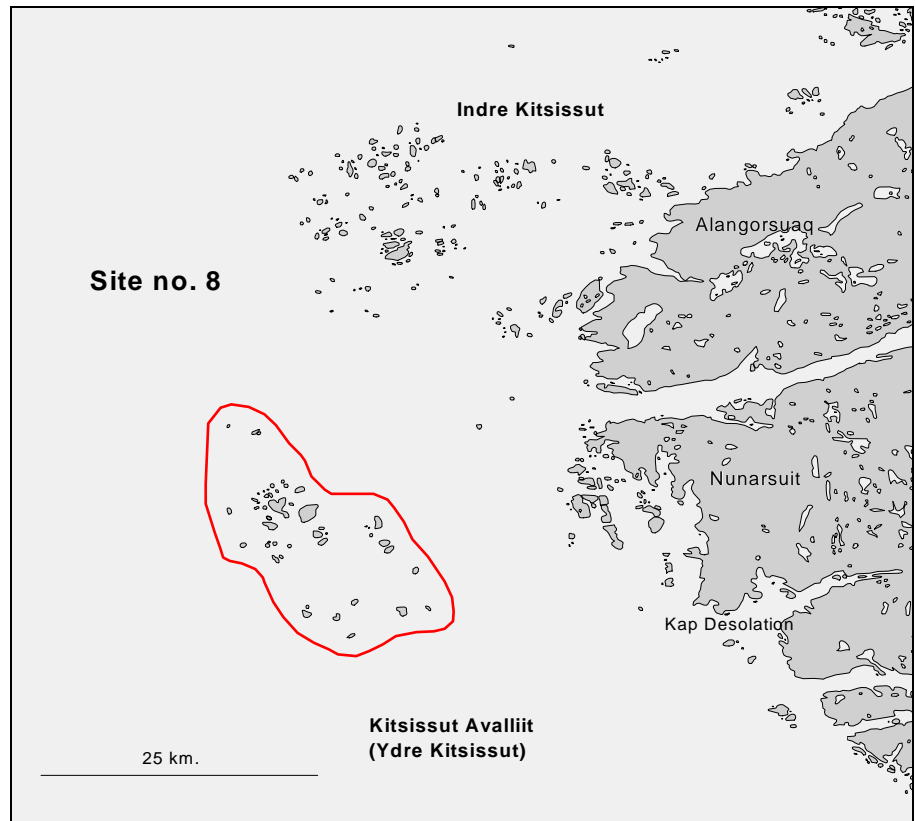 Indre Kitsissut
Alangorsuaq
Site no. 8
Nunarsuit
Kap Desolation
Kitsissut Avalliit
(Ydre Kitsissut)
25 km.